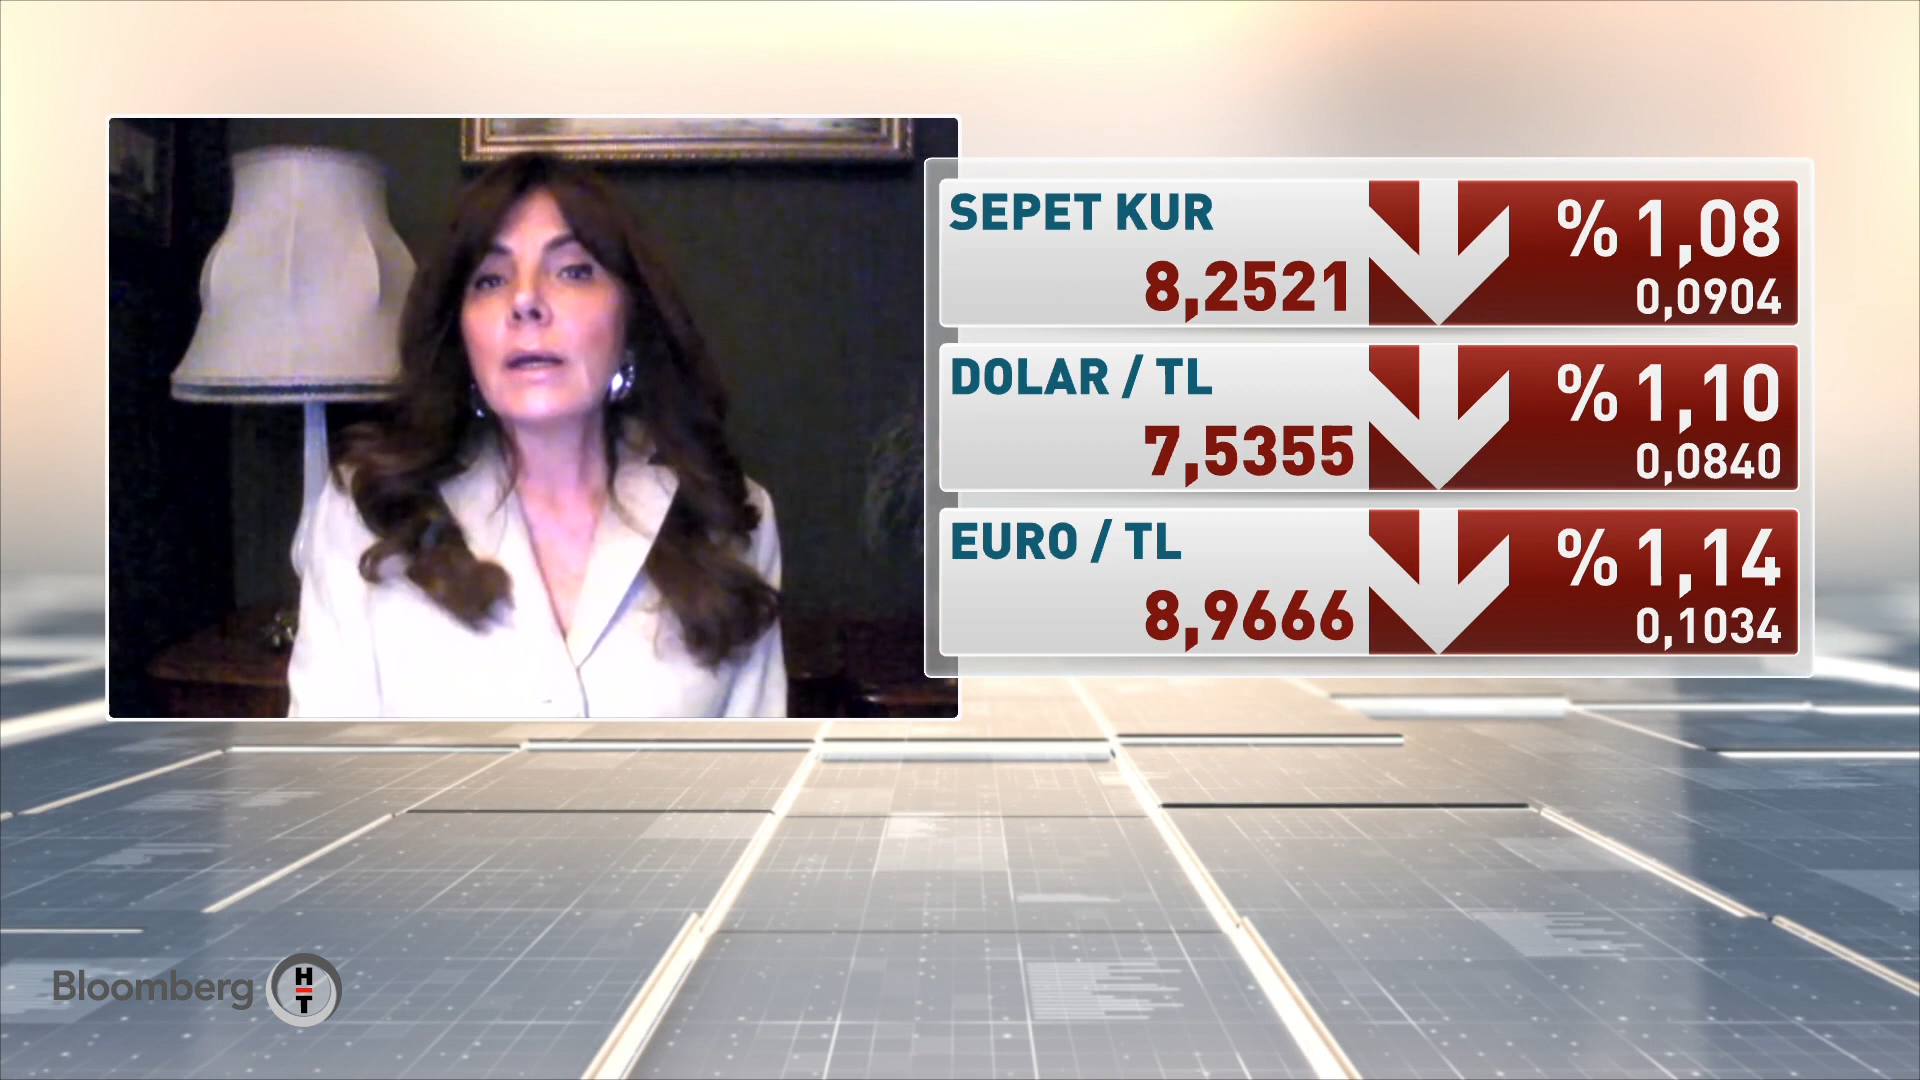 SEPET KUR
8,2521
% 1,08
0,0904
DOLAR / TL
7,5355
% 1,10
0,0840
EURO / TL
8,9666
% 1,14
0,1034
Bloomberg HT